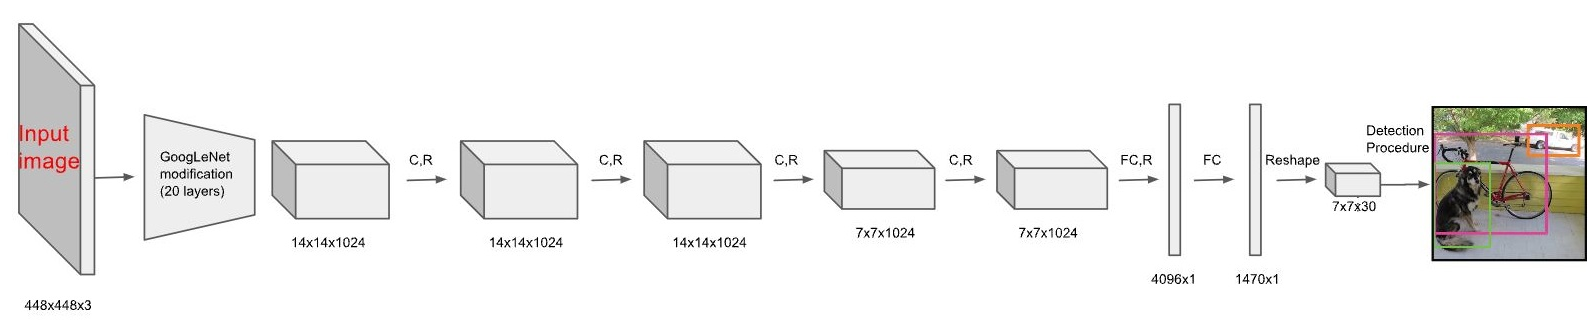 Input
image
448x448x3
GoogLeNet
modification
(20 layers)
14x14x1024
C,R
14x14x1024
C,R
14x14x1024
C,R
7x7x1024
C,R
7x7x1024
FC,R
4096x1
FC
1470x1
Reshape
7x7x30
Detection
Procedure